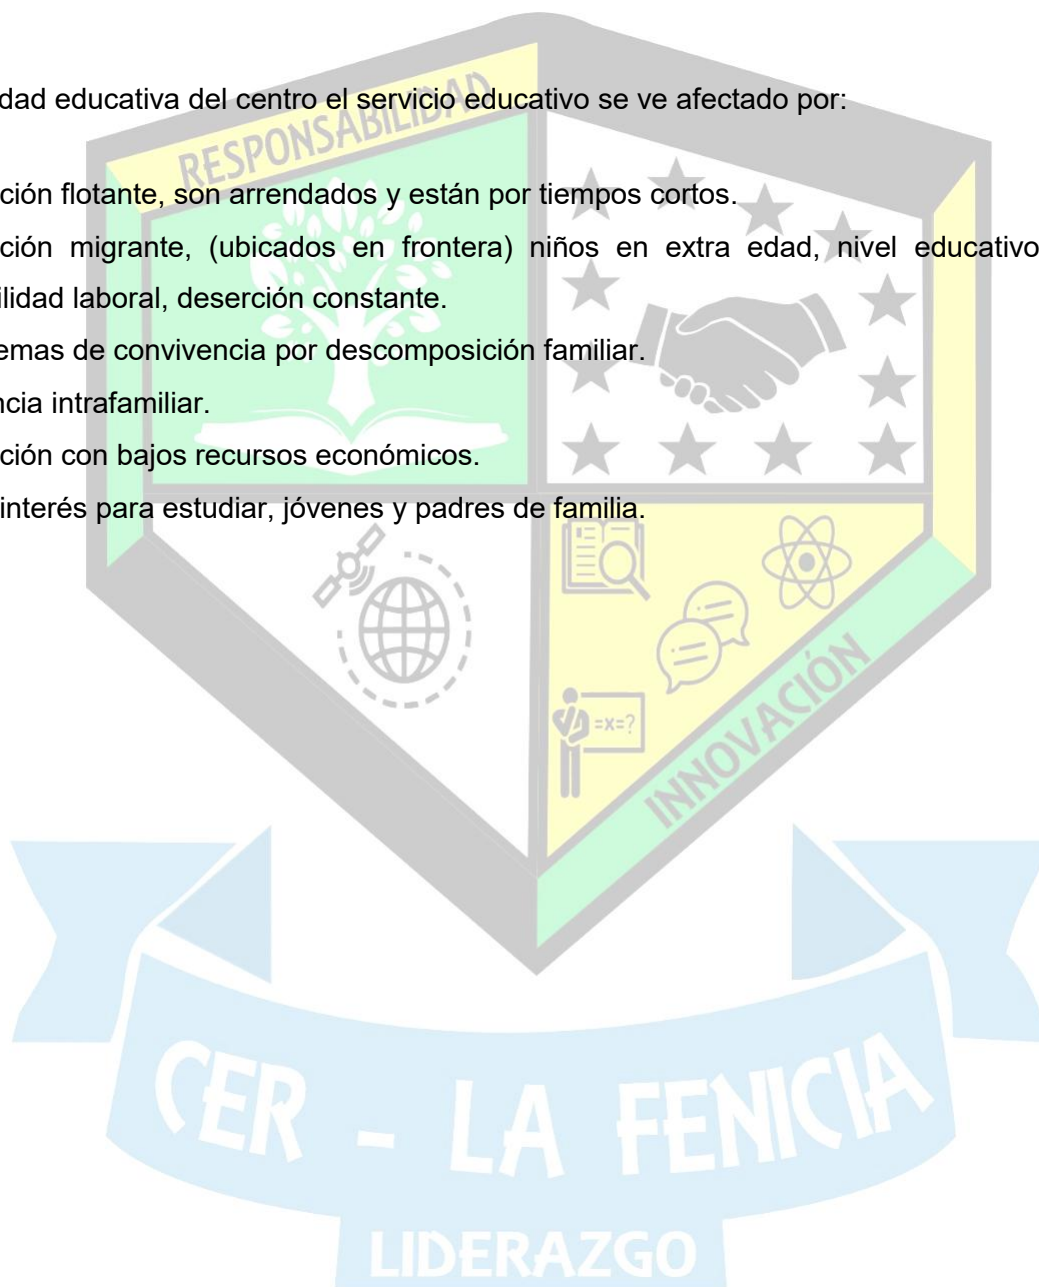 dad educativa del centro el servicio educativo se ve afectado por:
RESPONSABILIDAD
ción flotante, son arrendados y están por tiempos cortos.
ción migrante, (ubicados en frontera) niños en extra edad, nivel educativo
ilidad laboral, deserción constante.
emas de convivencia por descomposición familiar.
ncia intrafamiliar.
ción con bajos recursos económicos.
interés para estudiar, jóvenes y padres de familia.
=x=?
INNOVACIÓN
CER - LA FENICIA
LIDERAZGO